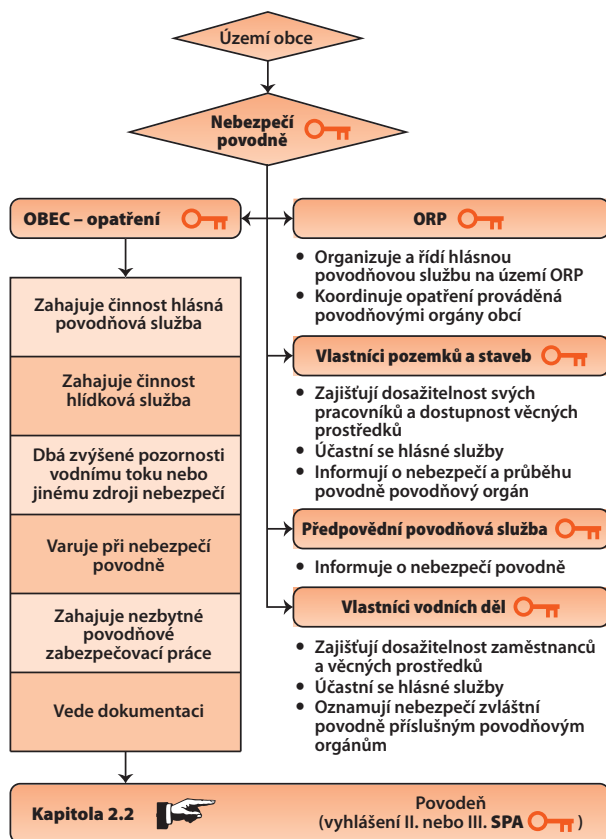 Území obce
Nebezpečí
povodně
OBEC – opatření
Zahajuje činnost hlásná
povodňová služba
Zahajuje činnost
hlídková služba
Dbá zvýšené pozornosti
vodnímu toku nebo
jinému zdroji nebezpečí
Varuje při nebezpečí
povodně
Zahajuje nezbytné
povodňové
zabezpečovací práce
Vede dokumentaci
ORP
• Organizuje a řídí hlásnou
povodňovou službu na území ORP
• Koordinuje opatření prováděná
povodňovými orgány obcí
Vlastníci pozemků a staveb
• Zajišťují dosažitelnost svých
pracovníků a dostupnost věcných
prostředků
• Účastní se hlásné služby
• Informují o nebezpečí a průběhu
povodně povodňový orgán
Předpovědní povodňová služba
• Informuje o nebezpečí povodně
Vlastníci vodních děl
• Zajišťují dosažitelnost zaměstnanců
a věcných prostředků
• Účastní se hlásné služby
• Oznamují nebezpečí zvláštní
povodně příslušným povodňovým
orgánům
Kapitola 2.2
Povodeň
(vyhlášení II. nebo III. SPA )